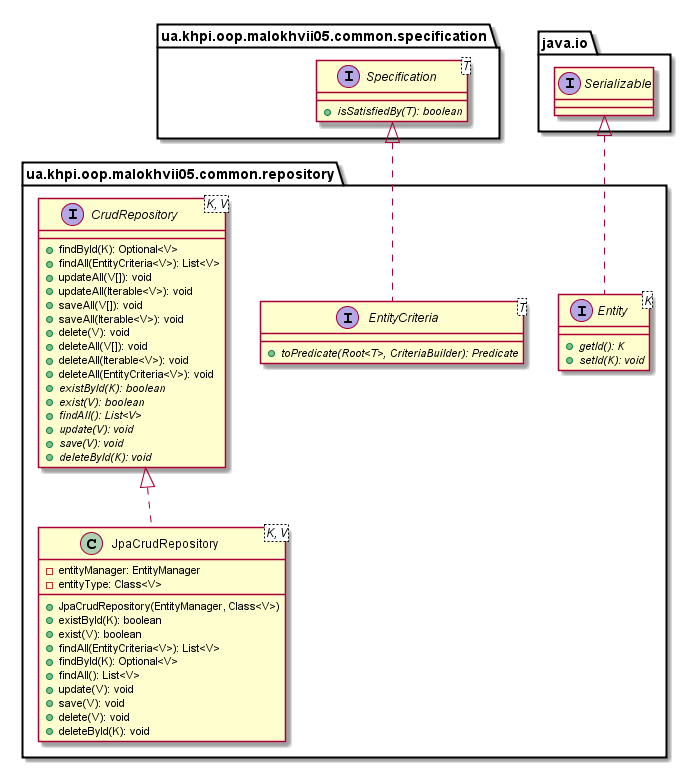 ua.khpi.oop.malokhvii05.common.specification
I Specification T
isSatisfiedBy(T): boolean
java.io
I Serializable
ua.khpi.oop.malokhvii05.common.repository
I CrudRepository K, V
findById(K): Optional<V>
findAll(EntityCriteria<V>): List<V>
updateAll(V[]): void
updateAll(Iterable<V>): void
saveAll(V[]): void
saveAll(Iterable<V>): void
delete(V): void
deleteAll(V[]): void
deleteAll(Iterable<V>): void
deleteAll(EntityCriteria<V>): void
existById(K): boolean
exist(V): boolean
findAll(): List<V>
update(V): void
save(V): void
deleteById(K): void
I EntityCriteria T
toPredicate(Root<T>, CriteriaBuilder): Predicate
I Entity K
getId(): K
setId(K): void
C JpaCrudRepository K, V
entityManager: EntityManager
entityType: Class<V>
JpaCrudRepository(EntityManager, Class<V>)
existById(K): boolean
exist(V): boolean
findAll(EntityCriteria<V>): List<V>
findById(K): Optional<V>
findAll(): List<V>
update(V): void
save(V): void
delete(V): void
deleteById(K): void